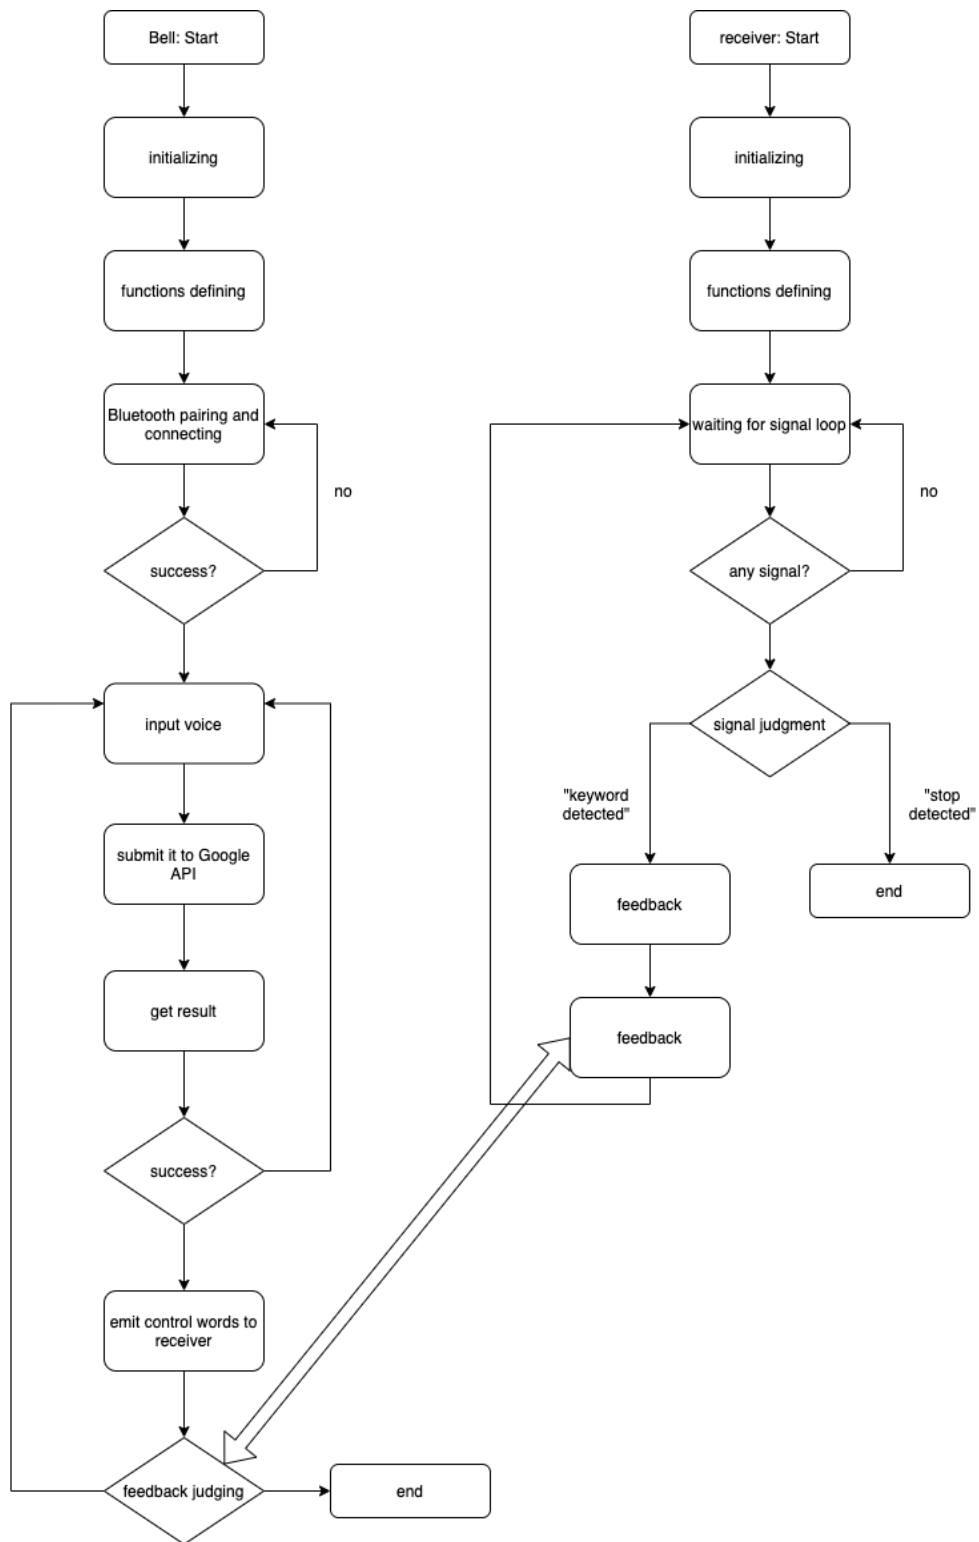 Bell: Start
initializing
functions defining
Bluetooth pairing and
connecting
no
success?
input voice
submit it to Google
API
get result
success?
emit control words to
receiver
feedback judging
end
receiver: Start
initializing
functions defining
waiting for signal loop
no
any signal?
signal judgment
"keyword
detected"
"stop
detected"
feedback
end
feedback